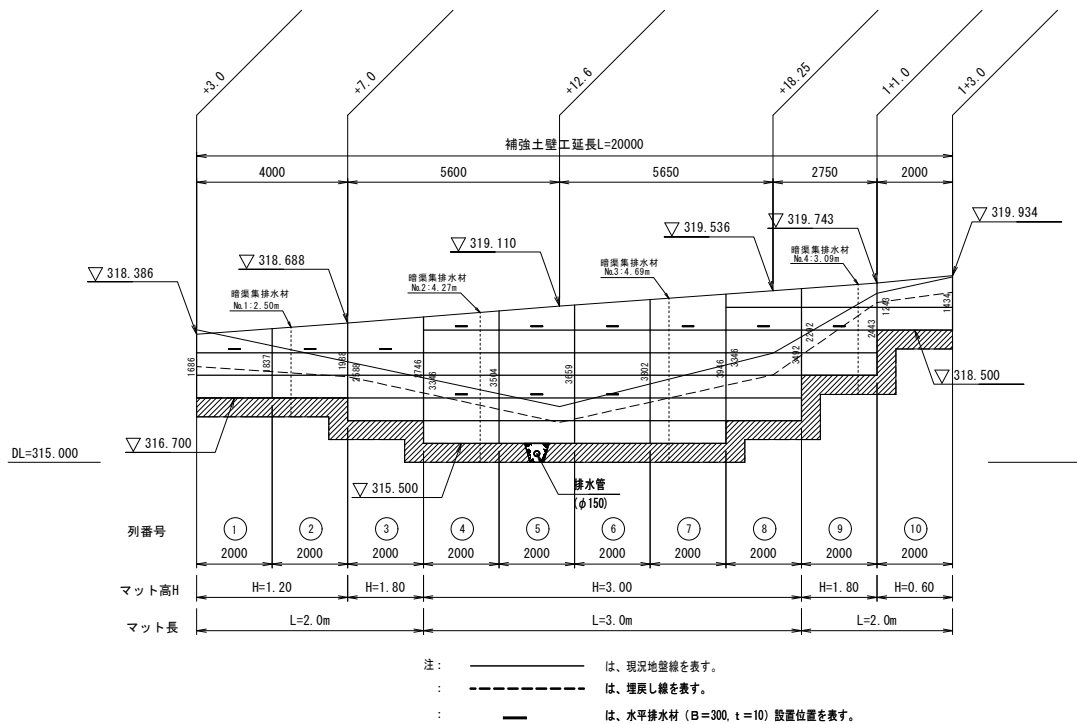 +3.0
+7.0
+12.6
+18.25
1+1.0
1+3.0
補強土壁工延長L=20000
4000
5600
5650
2750
2000
▽ 318.386
▽ 318.688
▽ 319.110
▽ 319.536
▽ 319.743
▽ 319.934
暗渠集排水材
No.1:2.50m
暗渠集排水材
No.2:4.27m
暗渠集排水材
No.3:4.69m
暗渠集排水材
No.4:3.09m
1686
1837
1988
2588
2746
3346
3504
3659
3802
3946
3346
3492
2292
2443
1243
1434
▽ 316.700
▽ 315.500
▽ 318.500
DL=315.000
排水管
(φ150)
列番号
① ② ③ ④ ⑤ ⑥ ⑦ ⑧ ⑨ ⑩
2000 2000 2000 2000 2000 2000 2000 2000 2000 2000
マット高H
H=1.20 H=1.80 H=3.00 H=1.80 H=0.60
マット長
L=2.0m L=3.0m L=2.0m
注: は、現況地盤線を表す。
: は、埋戻し線を表す。
: は、水平排水材（B=300, t=10）設置位置を表す。